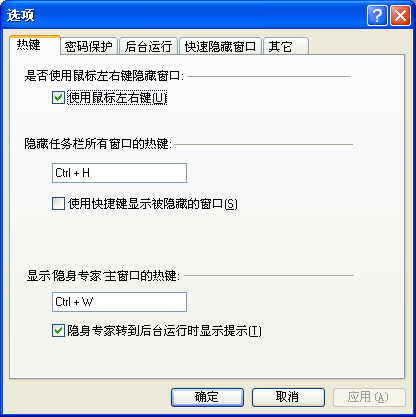 选项
热键 密码保护 后台运行 快速隐藏窗口 其它
是否使用鼠标左右键隐藏窗口:
使用鼠标左右键(U)
隐藏任务栏所有窗口的热键:
Ctrl + H
使用快捷键显示被隐藏的窗口(S)
显示'隐身专家'主窗口的热键:
Ctrl + W
隐身专家转到后台运行时显示提示(T)
确定 取消 应用(A)